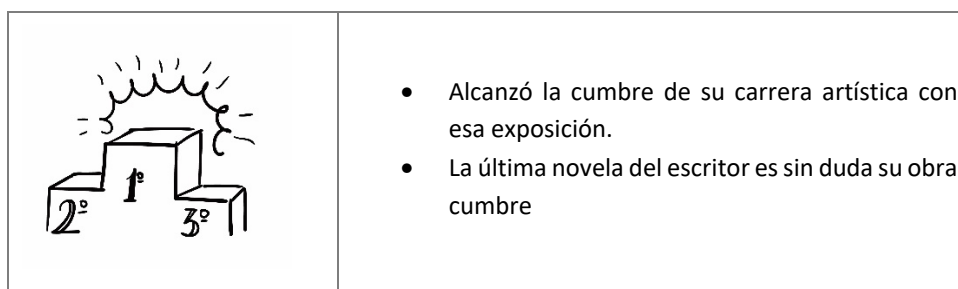 1º
2º
3º
• Alcanzó la cumbre de su carrera artística con
esa exposición.
• La última novela del escritor es sin duda su obra
cumbre